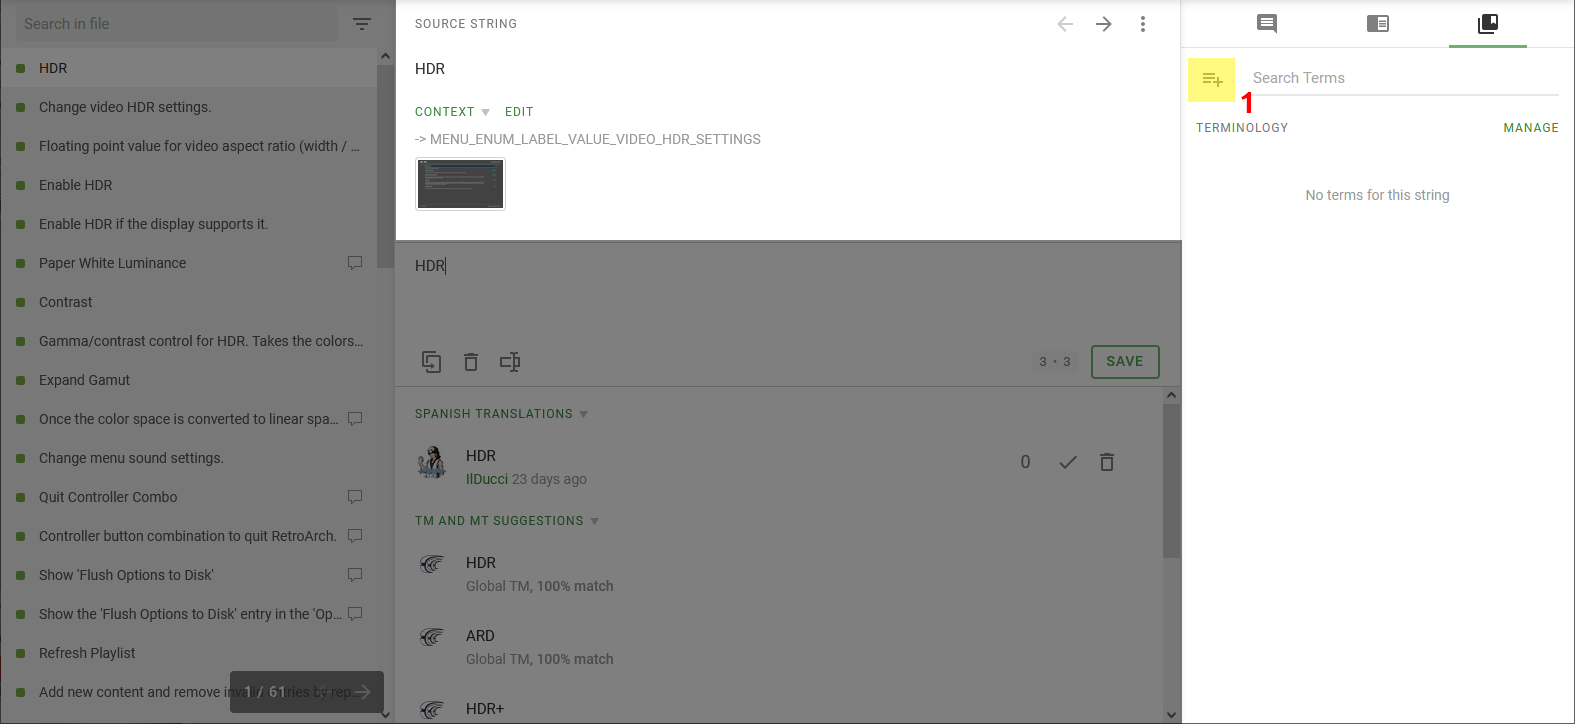 Search in file
HDR
Change video HDR settings.
Floating point value for video aspect ratio (width / ...
Enable HDR
Enable HDR if the display supports it.
Paper White Luminance
Contrast
Gamma/contrast control for HDR. Takes the colors...
Expand Gamut
Once the color space is converted to linear spa...
Change menu sound settings.
Quit Controller Combo
Controller button combination to quit RetroArch.
Show 'Flush Options to Disk'
Show the 'Flush Options to Disk' entry in the 'Op...
Refresh Playlist
Add new content and remove invalid entries by rep...
1 / 61
SOURCE STRING
HDR
CONTEXT EDIT
-> MENU_ENUM_LABEL_VALUE_VIDEO_HDR_SETTINGS
HDR
3 • 3 SAVE
SPANISH TRANSLATIONS
HDR
IlDucci 23 days ago
0
TM AND MT SUGGESTIONS
HDR
Global TM, 100% match
ARD
Global TM, 100% match
HDR+
Search Terms
1
TERMINOLOGY MANAGE
No terms for this string